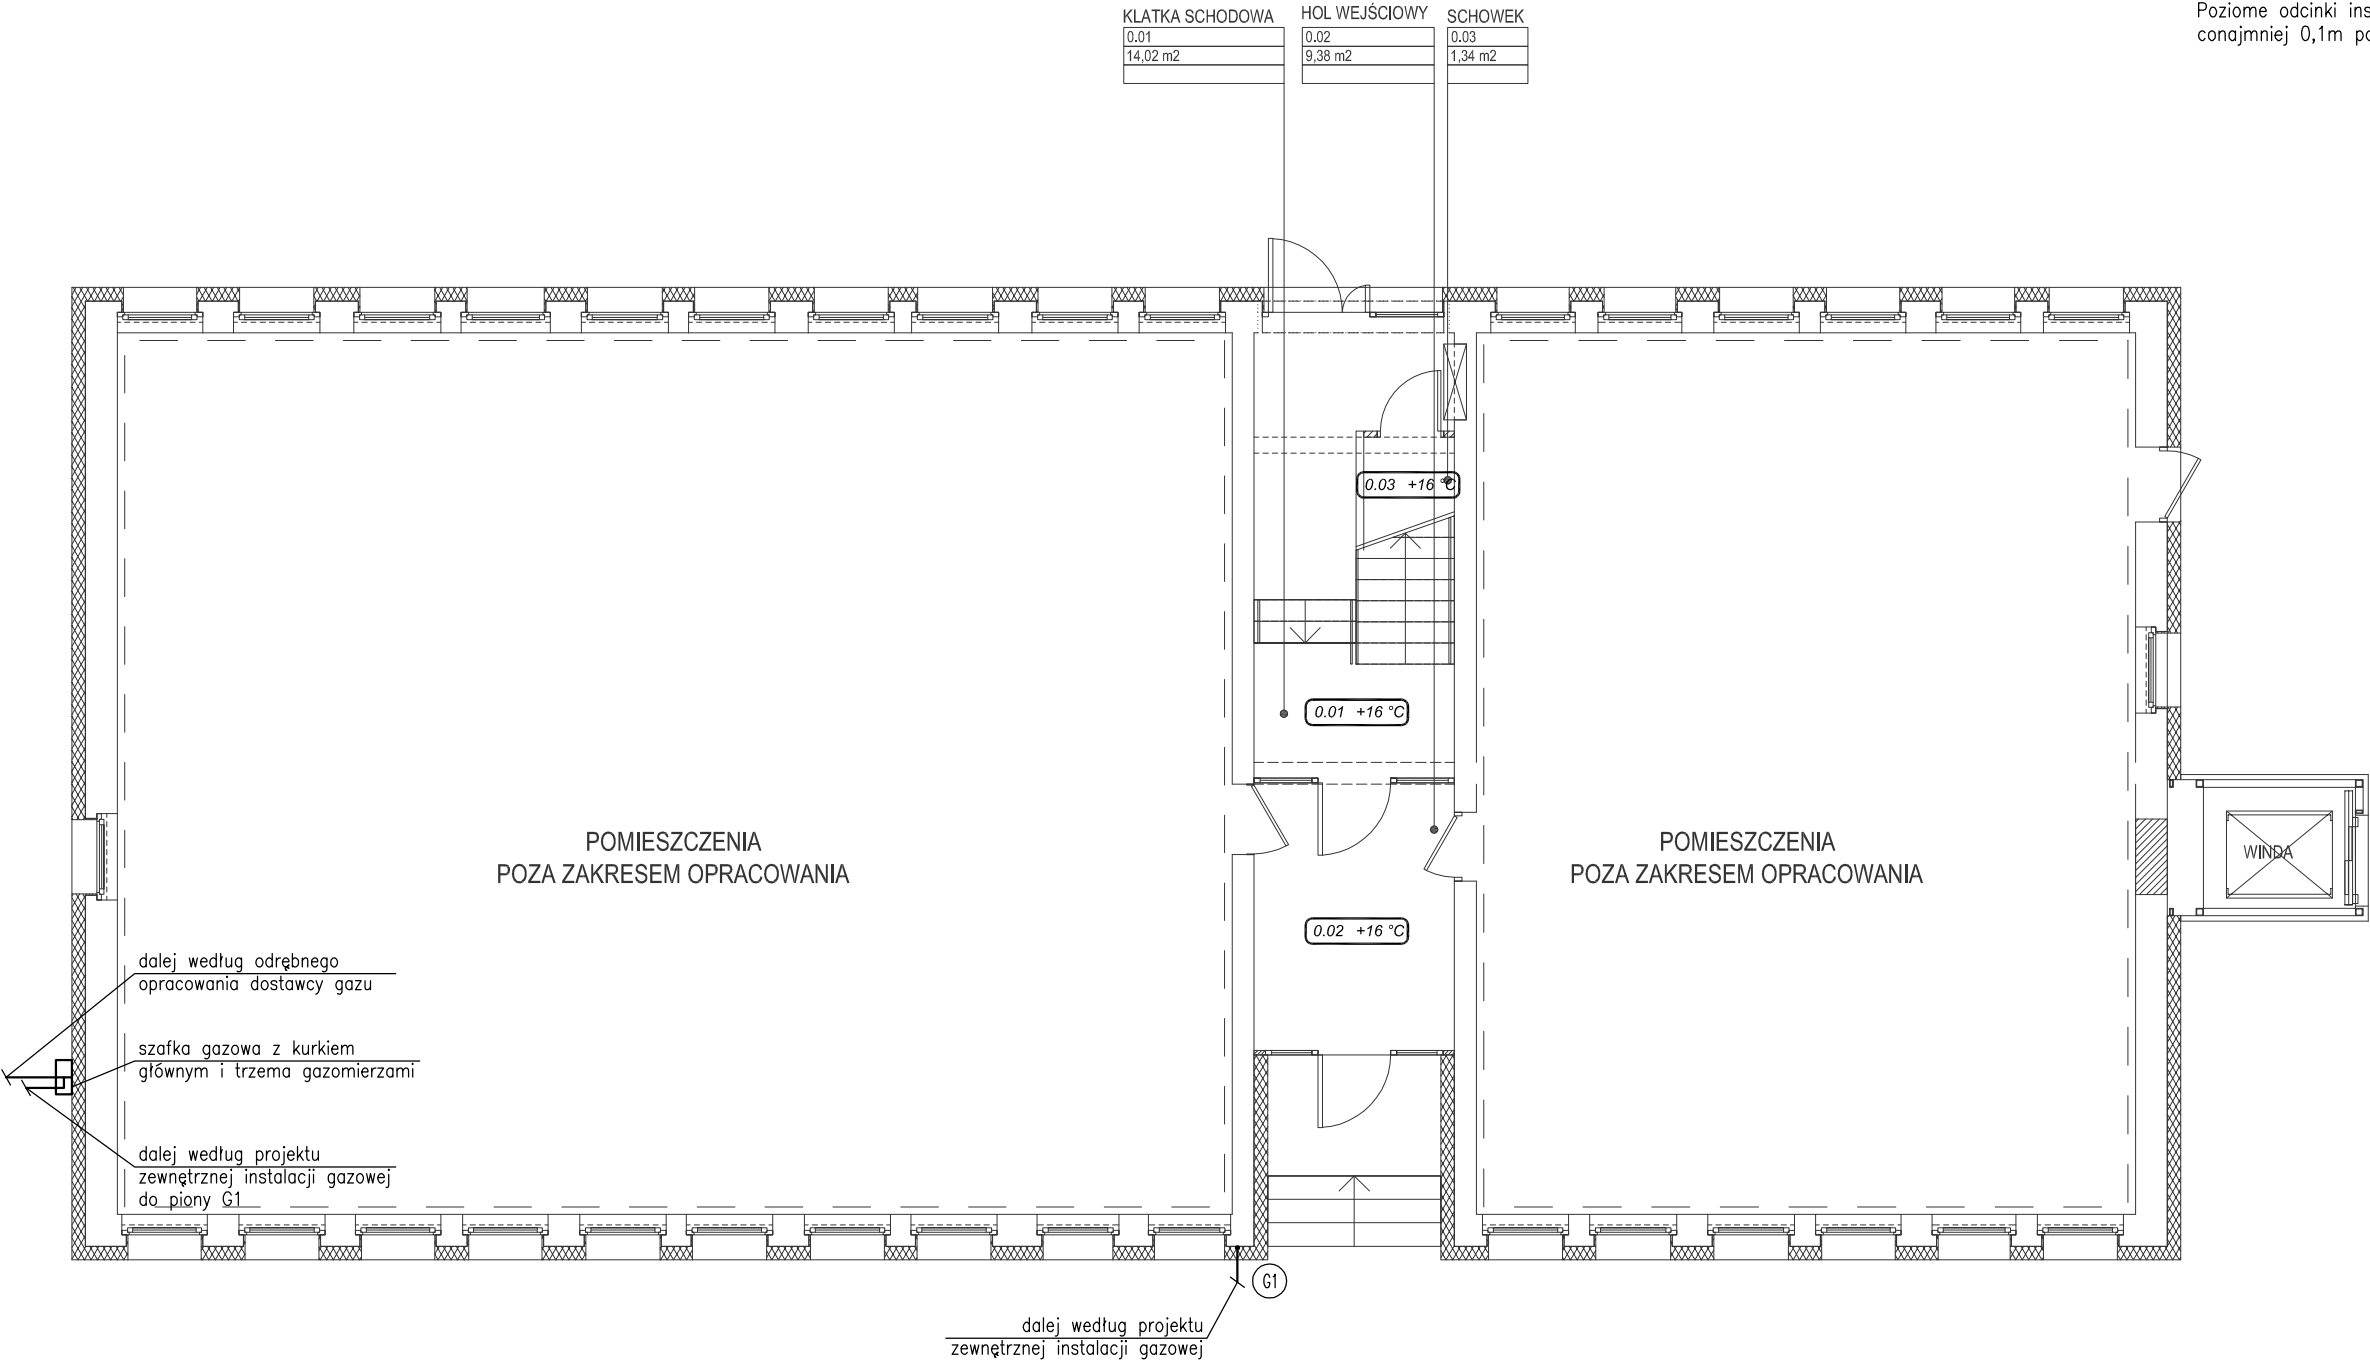 KLATKA SCHODOWA
0.01
14,02 m2
HOL WEJŚCIOWY
0.02
9,38 m2
SCHOWEK
0.03
1,34 m2
Poziome odcinki ins
conajmniej 0,1m po
0.03 +16 °C
0.01 +16 °C
POMIESZCZENIA
POZA ZAKRESEM OPRACOWANIA
POMIESZCZENIA
POZA ZAKRESEM OPRACOWANIA
WINDA
0.02 +16 °C
dalej według odrębnego
opracowania dostawcy gazu
szafka gazowa z kurkiem
głównym i trzema gazomierzami
dalej według projektu
zewnętrznej instalacji gazowej
do piony G1
G1
dalej według projektu
zewnętrznej instalacji gazowej